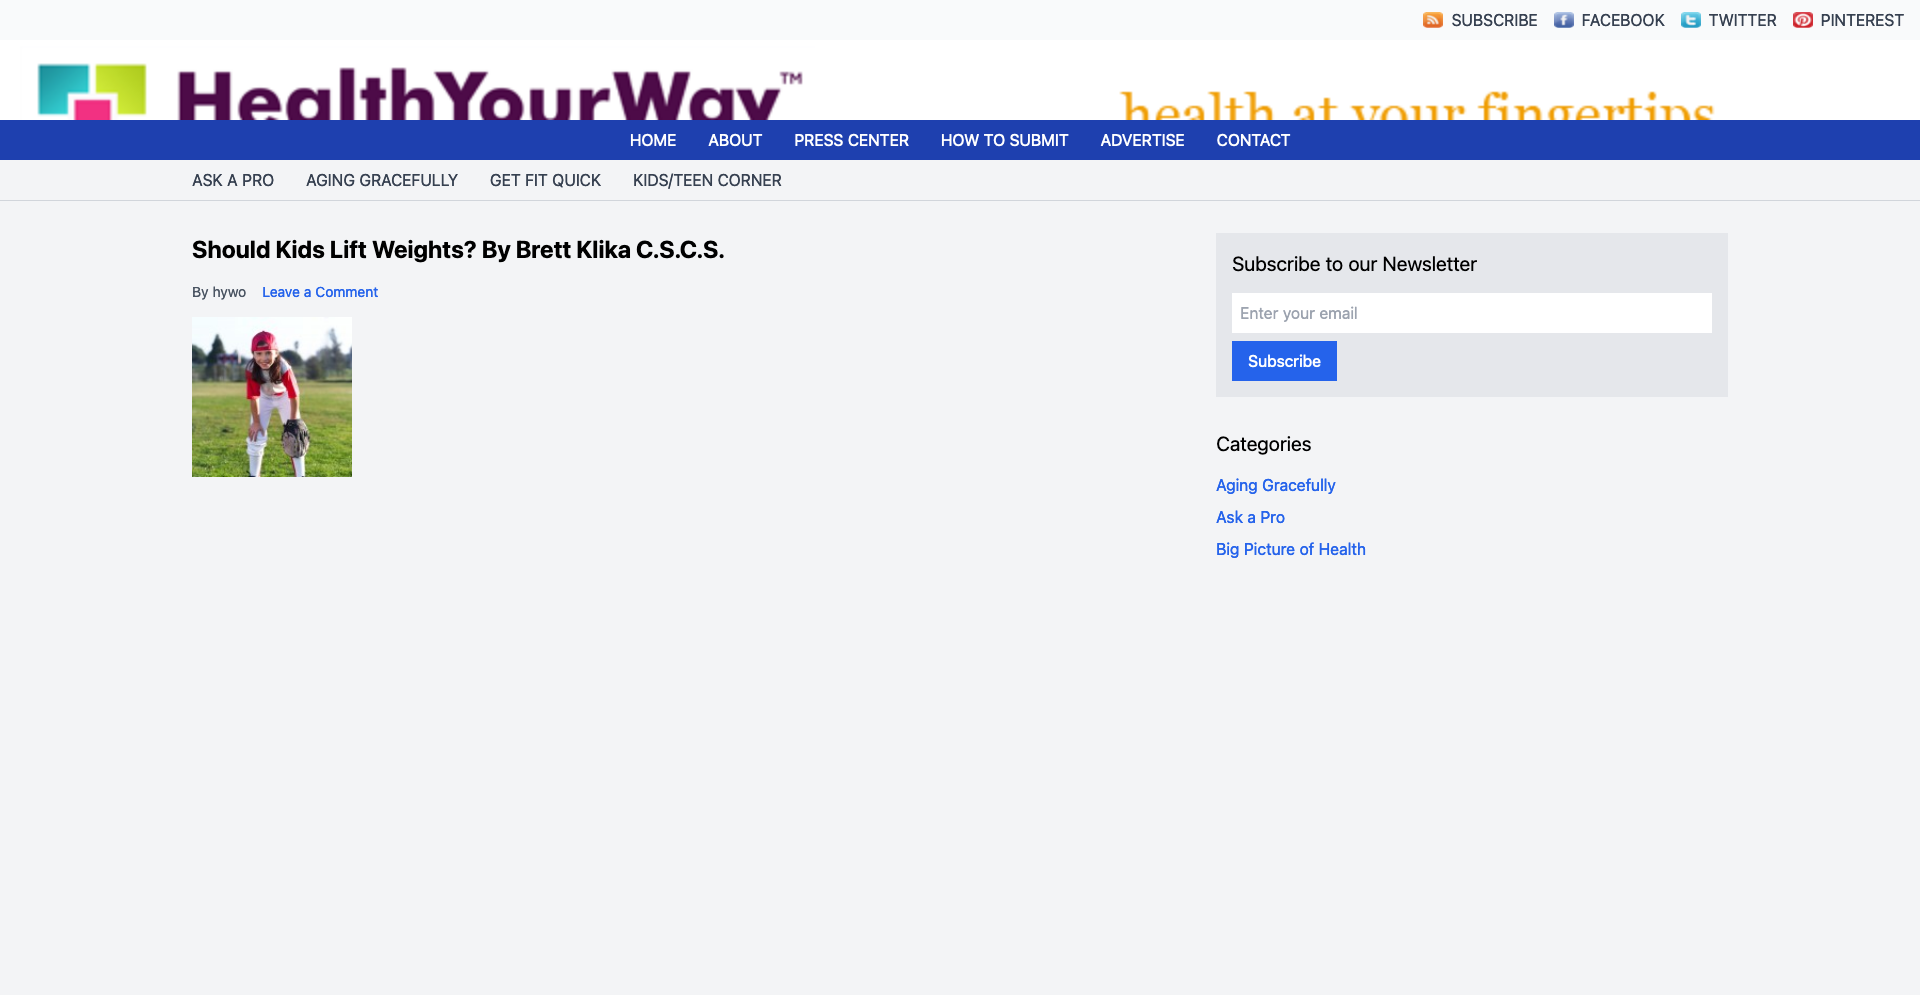 SUBSCRIBE FACEBOOK TWITTER PINTEREST
HealthYourWay™
health at your fingertips
HOME ABOUT PRESS CENTER HOW TO SUBMIT ADVERTISE CONTACT
ASK A PRO AGING GRACEFULLY GET FIT QUICK KIDS/TEEN CORNER
Should Kids Lift Weights? By Brett Klika C.S.C.S.
By hywo Leave a Comment
Subscribe to our Newsletter
Enter your email
Subscribe
Categories
Aging Gracefully
Ask a Pro
Big Picture of Health